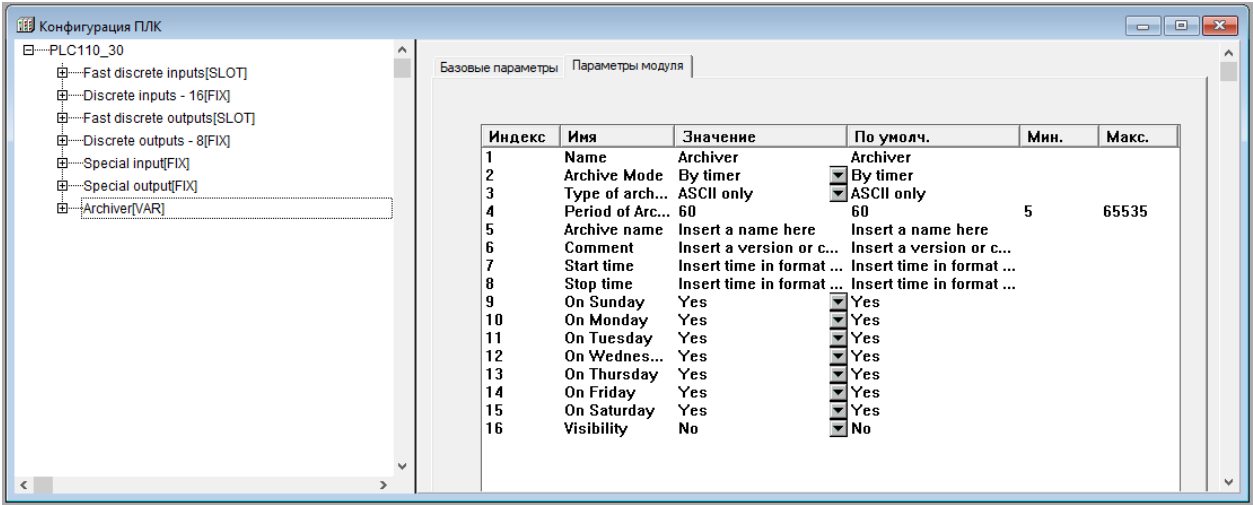 Конфигурация ПЛК
PLC110_30
Fast discrete inputs[SLOT]
Discrete inputs - 16[FIX]
Fast discrete outputs[SLOT]
Discrete outputs - 8[FIX]
Special input[FIX]
Special output[FIX]
Archiver[VAR]
Базовые параметры Параметры модуля
Индекс Имя Значение По умолч. Мин. Макс.
1 Name Archiver Archiver
2 Archive Mode By timer By timer
3 Type of arch... ASCII only ASCII only
4 Period of Arc... 60 60 5 65535
5 Archive name Insert a name here Insert a name here
6 Comment Insert a version or c... Insert a version or c...
7 Start time Insert time in format ... Insert time in format ...
8 Stop time Insert time in format ... Insert time in format ...
9 On Sunday Yes Yes
10 On Monday Yes Yes
11 On Tuesday Yes Yes
12 On Wednes... Yes Yes
13 On Thursday Yes Yes
14 On Friday Yes Yes
15 On Saturday Yes Yes
16 Visibility No No